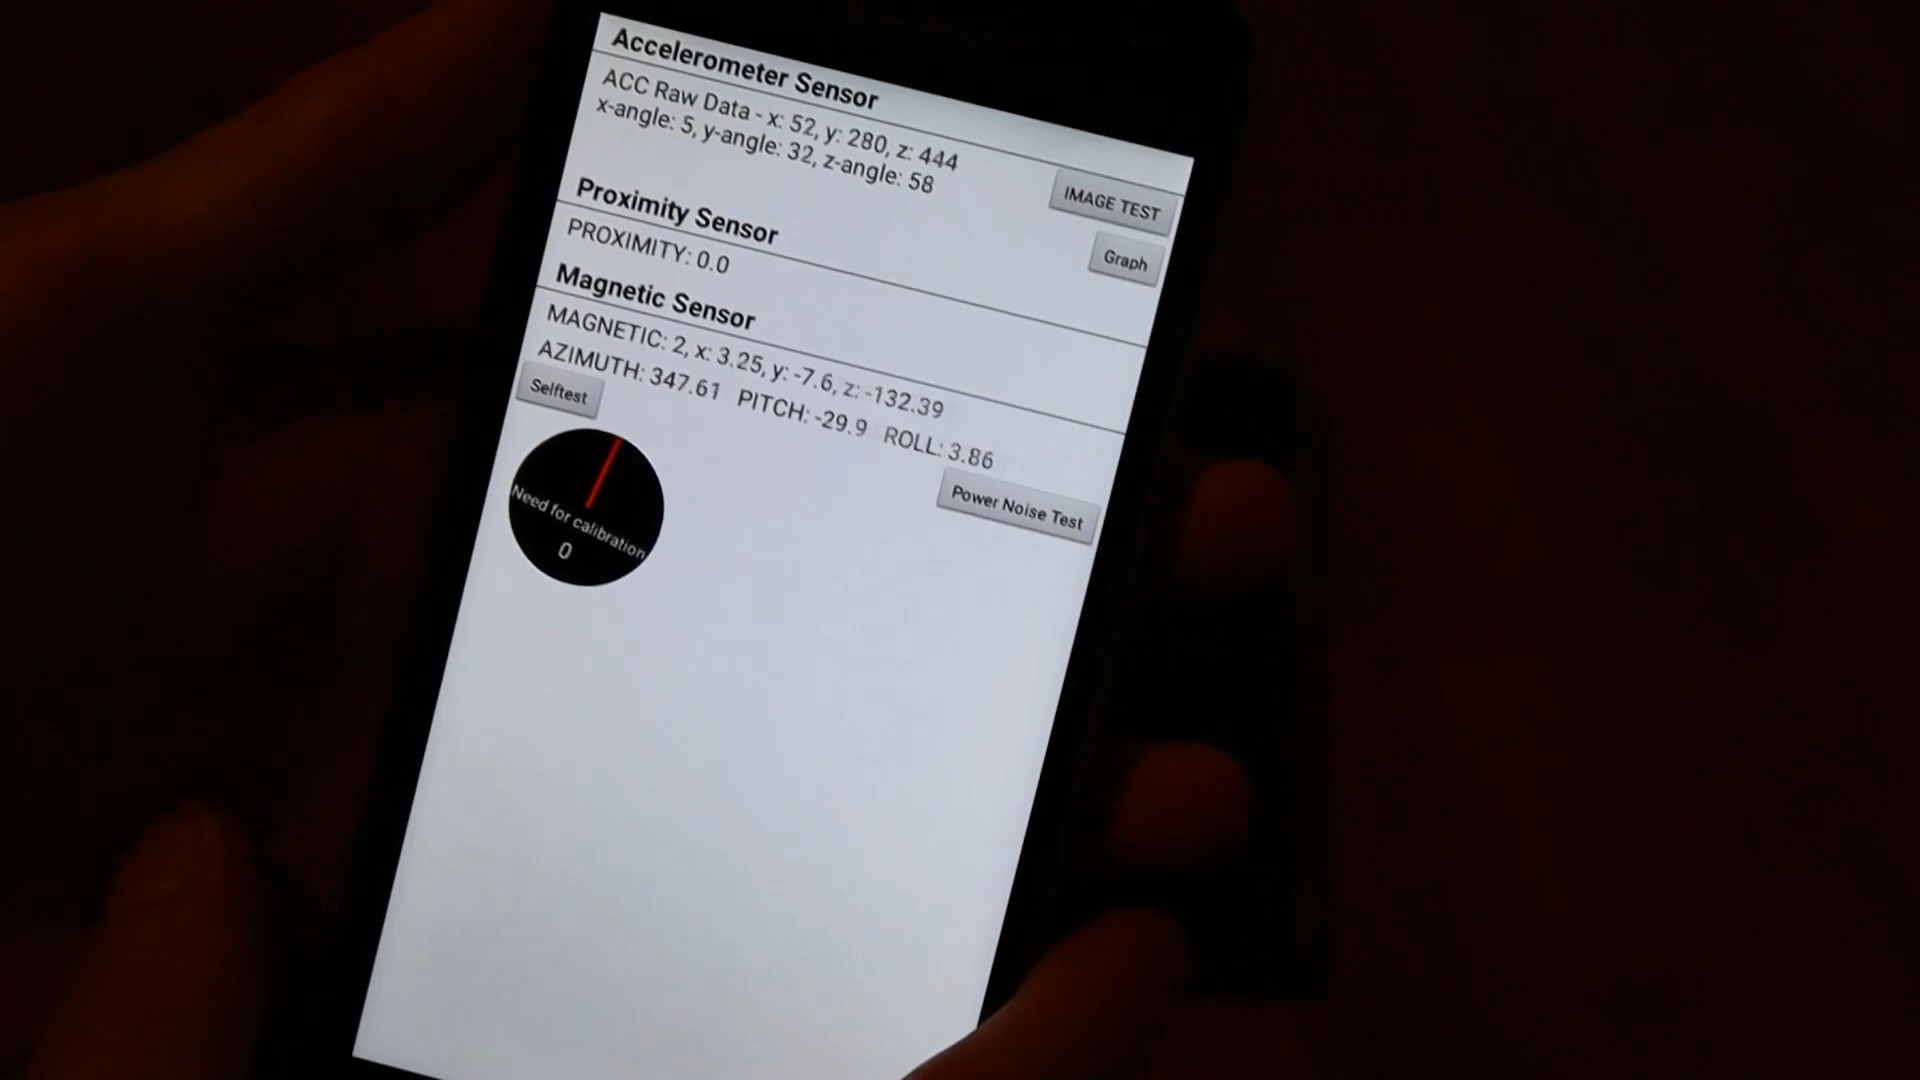 Accelerometer Sensor
ACC Raw Data - x: 52, y: 280, z: 444
x-angle: 5, y-angle: 32, z-angle: 58
IMAGE TEST
Proximity Sensor
Graph
PROXIMITY: 0.0
Magnetic Sensor
MAGNETIC: 2, x: 3.25, y: -7.6, z: -132.39
AZIMUTH: 347.61 PITCH: -29.9 ROLL: 3.86
Selftest
Power Noise Test
Need for calibration
0